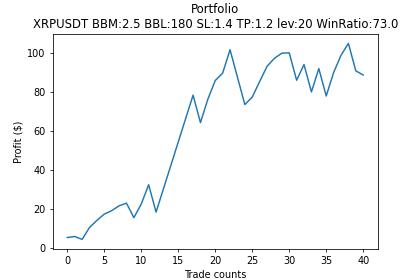 Portfolio
XRPUSDT BBM:2.5 BBL:180 SL:1.4 TP:1.2 lev:20 WinRatio:73.0
100
80
60
40
20
0
Profit ($)
0 5 10 15 20 25 30 35 40
Trade counts